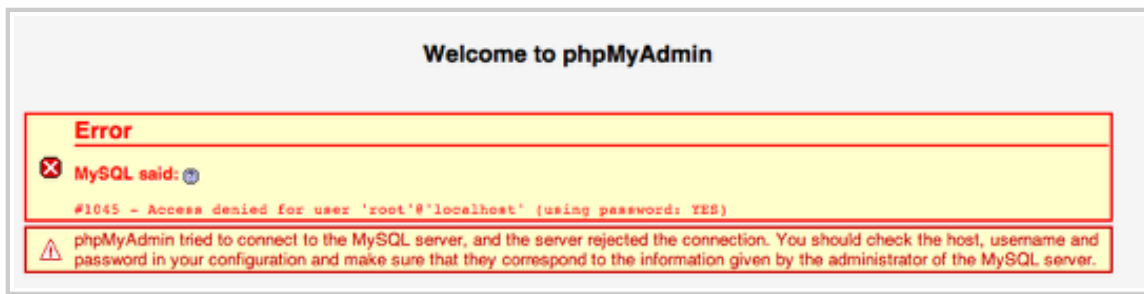 Welcome to phpMyAdmin
Error
MySQL said:
#1045 - Access denied for user 'root'@'localhost' (using password: YES)
phpMyAdmin tried to connect to the MySQL server, and the server rejected the connection. You should check the host, username and
password in your configuration and make sure that they correspond to the information given by the administrator of the MySQL server.